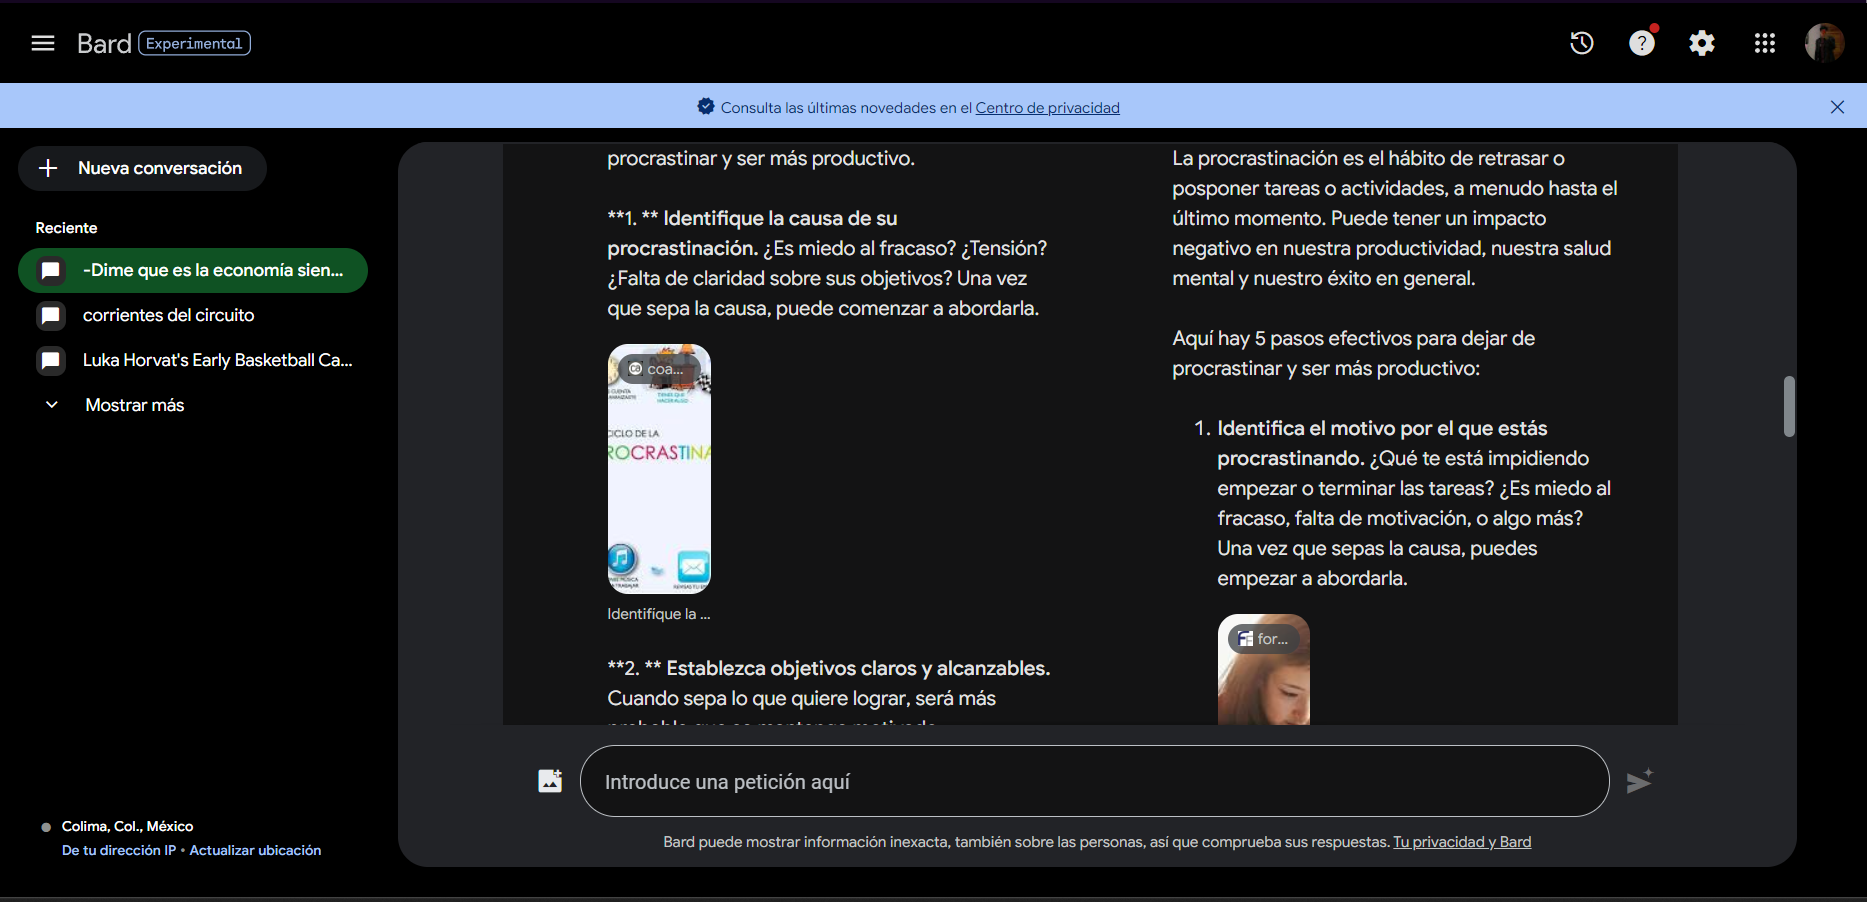 Bard Experimental
Consulta las últimas novedades en el Centro de privacidad
Nueva conversación
Reciente
-Dime que es la economía sien...
corrientes del circuito
Luka Horvat's Early Basketball Ca...
Mostrar más
Colima, Col., México
De tu dirección IP • Actualizar ubicación
procrastinar y ser más productivo.
**1. ** Identifique la causa de su
procrastinación. ¿Es miedo al fracaso? ¿Tensión?
¿Falta de claridad sobre sus objetivos? Una vez
que sepa la causa, puede comenzar a abordarla.
coa...
CICLO DE LA
ROCRASTINA
Identifique la ...
**2. ** Establezca objetivos claros y alcanzables.
Cuando sepa lo que quiere lograr, será más
La procrastinación es el hábito de retrasar o
posponer tareas o actividades, a menudo hasta el
último momento. Puede tener un impacto
negativo en nuestra productividad, nuestra salud
mental y nuestro éxito en general.
Aquí hay 5 pasos efectivos para dejar de
procrastinar y ser más productivo:
1. Identifica el motivo por el que estás
procrastinando. ¿Qué te está impidiendo
empezar o terminar las tareas? ¿Es miedo al
fracaso, falta de motivación, o algo más?
Una vez que sepas la causa, puedes
empezar a abordarla.
for...
Introduce una petición aquí
Bard puede mostrar información inexacta, también sobre las personas, así que comprueba sus respuestas. Tu privacidad y Bard